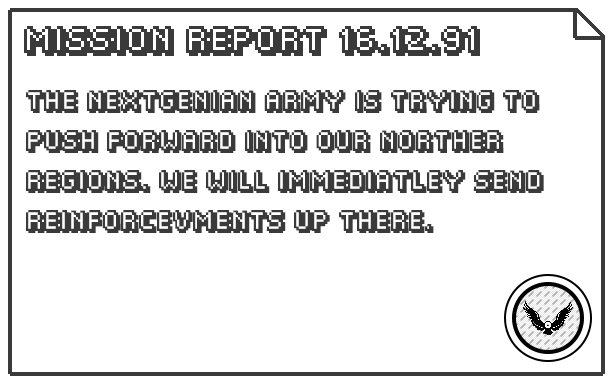 MISSION REPORT 16.12.91
THE NEXTGENIAN ARMY IS TRYING TO
PUSH FORWARD INTO OUR NORTHER
REGIONS. WE WILL IMMEDIATLEY SEND
REINFORCEVMENTS UP THERE.